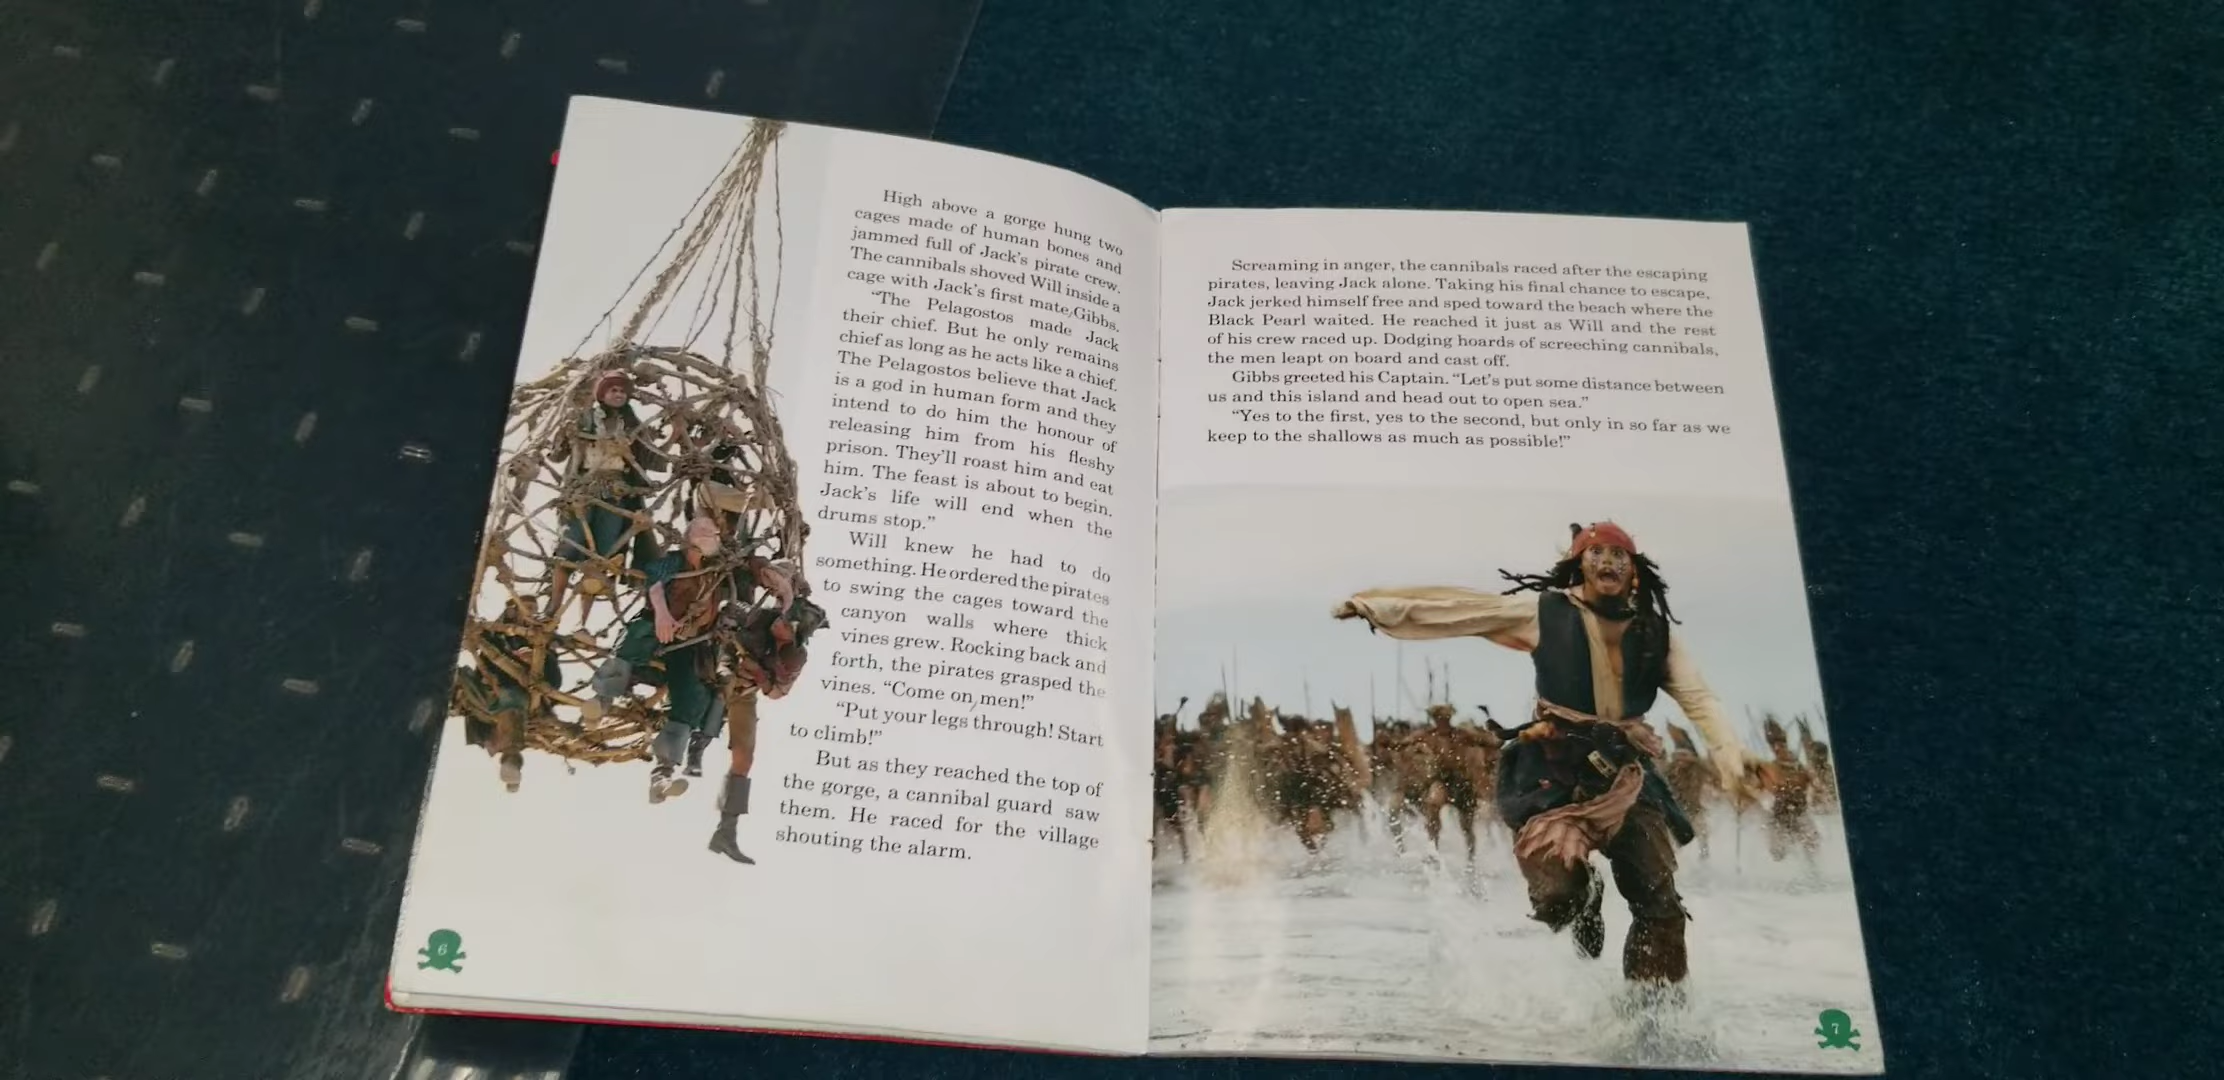 High above a gorge hung two
cages made of human bones and
jammed full of Jack's pirate crew.
The cannibals shoved Will inside a
cage with Jack's first mate, Gibbs.
"The Pelagostos made Jack
their chief. But he only remains
chief as long as he acts like a chief.
The Pelagostos believe that Jack
is a god in human form and they
intend to do him the honour of
releasing him from his fleshy
prison. They'll roast him and eat
him. The feast is about to begin.
Jack's life will end when the
drums stop."
Will knew he had to do
something. He ordered the pirates
to swing the cages toward the
canyon walls where thick
vines grew. Rocking back and
forth, the pirates grasped the
vines. "Come on, men!"
"Put your legs through! Start
to climb!"
But as they reached the top of
the gorge, a cannibal guard saw
them. He raced for the village
shouting the alarm.
6
Screaming in anger, the cannibals raced after the escaping
pirates, leaving Jack alone. Taking his final chance to escape,
Jack jerked himself free and sped toward the beach where the
Black Pearl waited. He reached it just as Will and the rest
of his crew raced up. Dodging hoards of screeching cannibals,
the men leapt on board and cast off.
Gibbs greeted his Captain. "Let's put some distance between
us and this island and head out to open sea."
"Yes to the first, yes to the second, but only in so far as we
keep to the shallows as much as possible!"
7